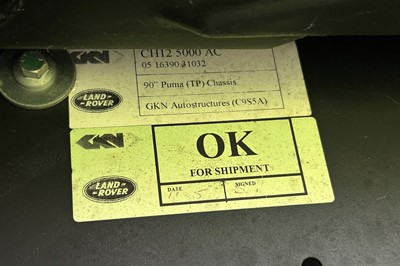 GKN
CH12 5000 AC
05 16390 31032
LAND-ROVER
90" Puma (TP) Chassis
GKN Autostructures (C9S5A)
GKN
OK
FOR SHIPMENT
LAND-ROVER
DATE SIGNED